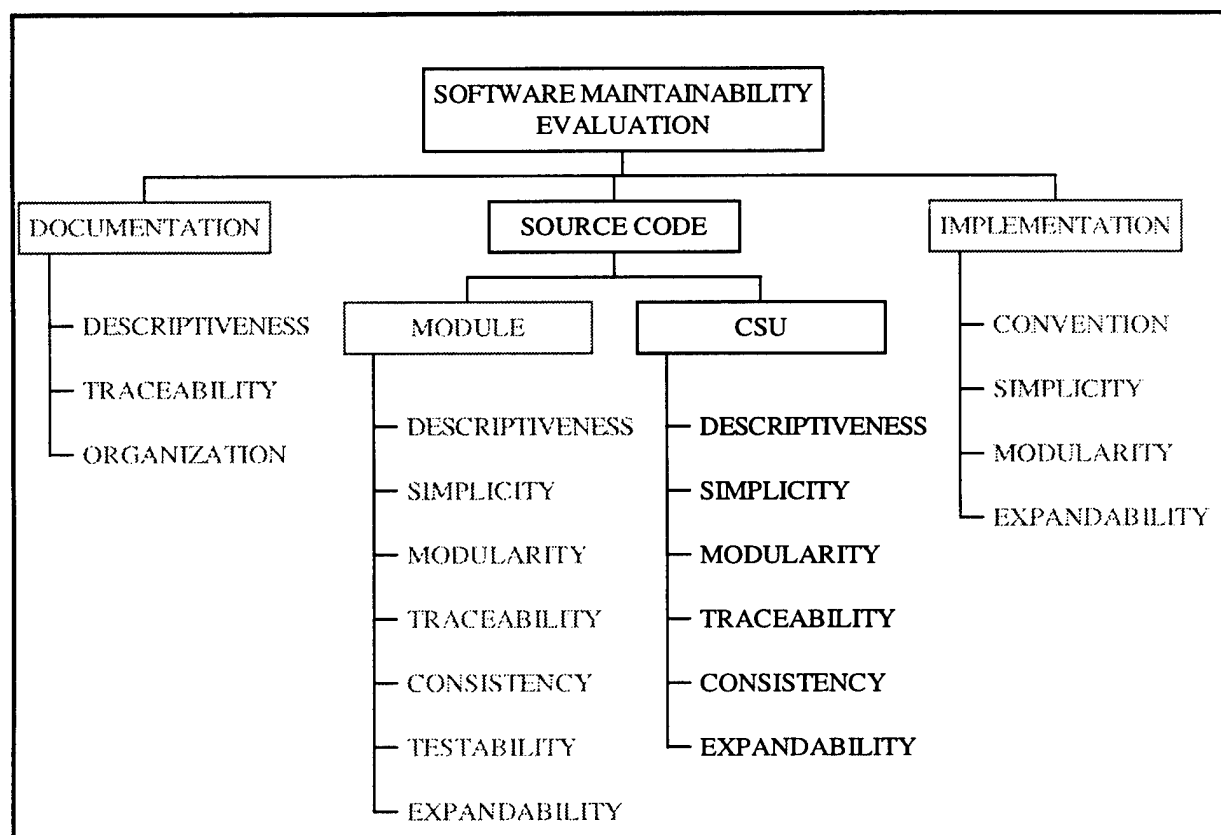 SOFTWARE MAINTAINABILITY
EVALUATION
DOCUMENTATION
SOURCE CODE
IMPLEMENTATION
DESCRIPTIVENESS
TRACEABILITY
ORGANIZATION
MODULE
CSU
DESCRIPTIVENESS
SIMPLICITY
MODULARITY
TRACEABILITY
CONSISTENCY
TESTABILITY
EXPANDABILITY
DESCRIPTIVENESS
SIMPLICITY
MODULARITY
TRACEABILITY
CONSISTENCY
EXPANDABILITY
CONVENTION
SIMPLICITY
MODULARITY
EXPANDABILITY